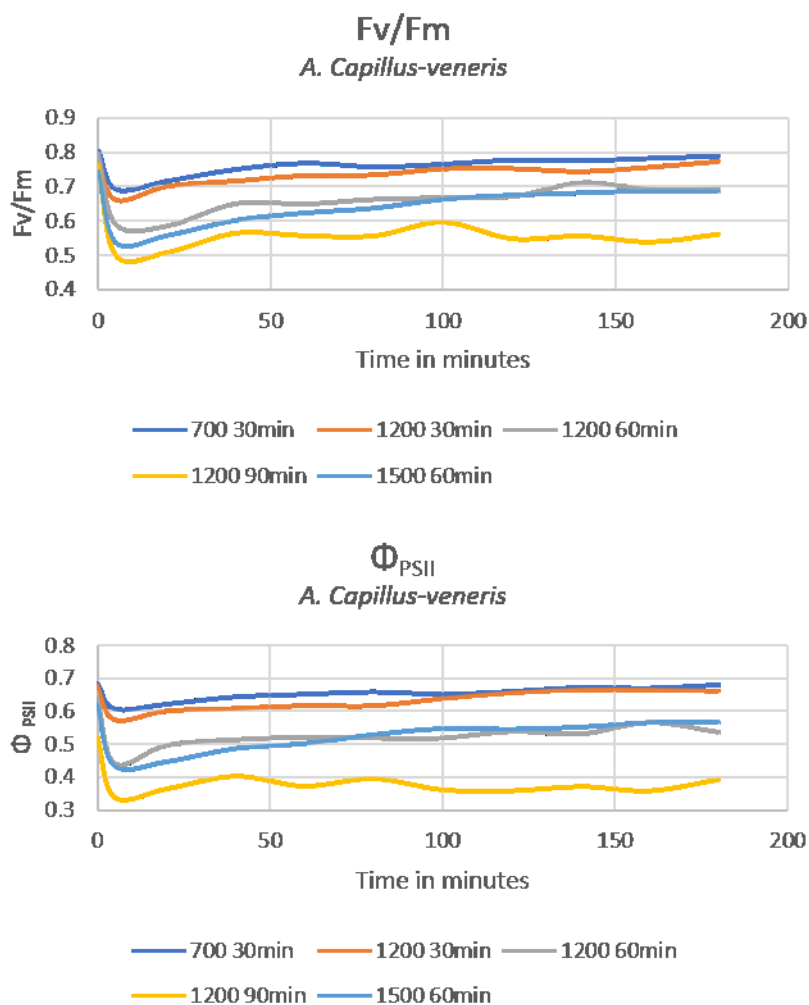 Fv/Fm
A. Capillus-veneris
0.9
0.8
0.7
0.6
0.5
0.4
Fv/Fm
0 50 100 150 200
Time in minutes
700 30min 1200 30min 1200 60min
1200 90min 1500 60min
ΦPSII
A. Capillus-veneris
0.8
0.7
0.6
0.5
0.4
0.3
Φ PSII
0 50 100 150 200
Time in minutes
700 30min 1200 30min 1200 60min
1200 90min 1500 60min